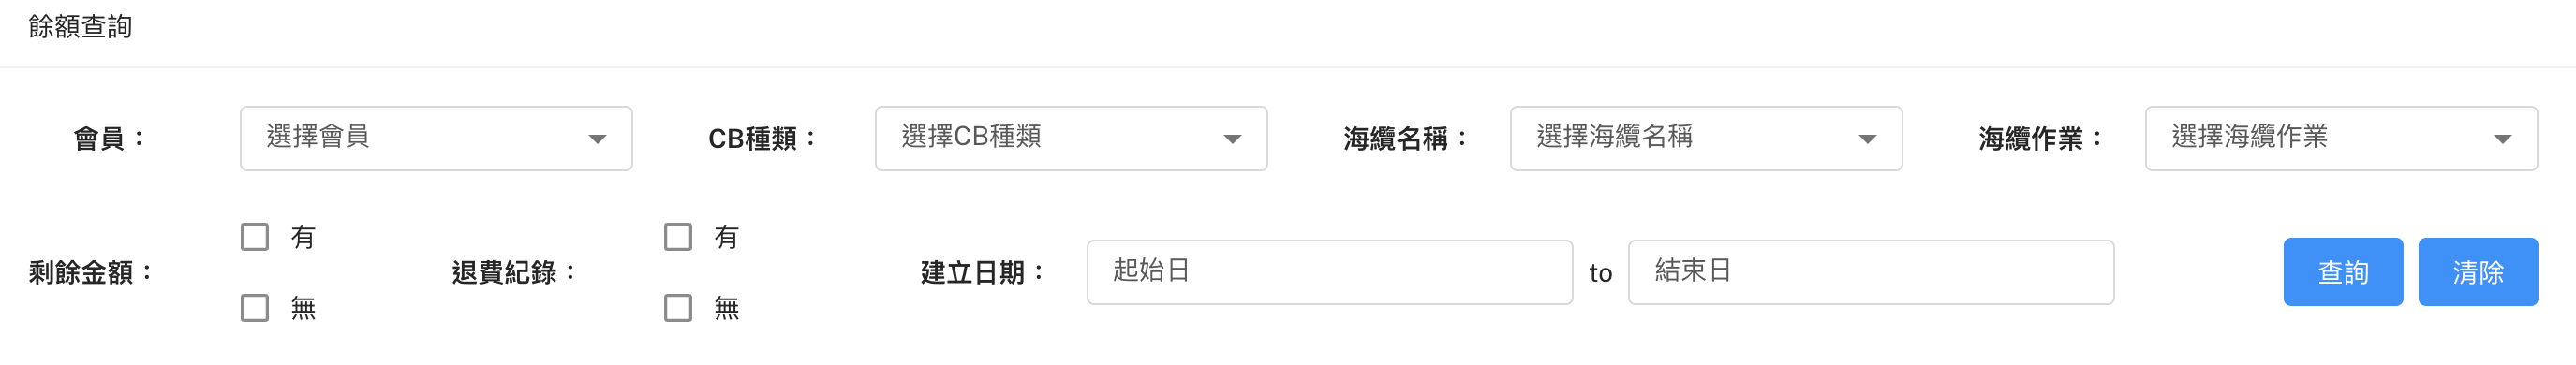 餘額查詢
會員： 選擇會員 CB種類： 選擇CB種類 海纜名稱： 選擇海纜名稱 海纜作業： 選擇海纜作業
剩餘金額： 有 無 退費紀錄： 有 無 建立日期： 起始日 to 結束日 查詢 清除